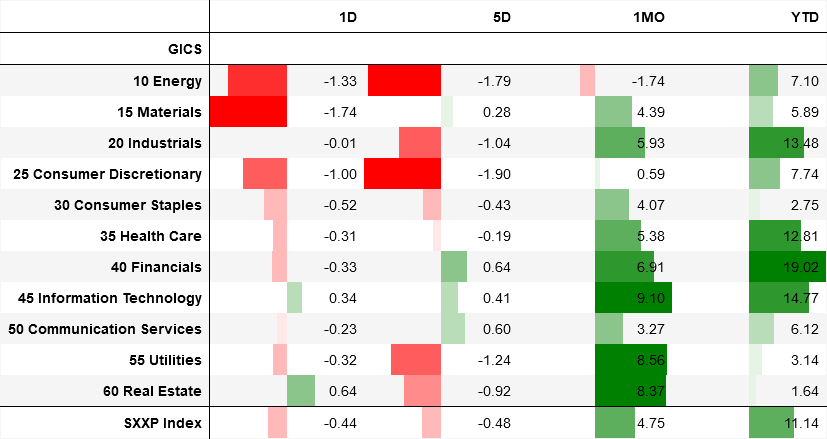 1D 5D 1MO YTD
GICS
10 Energy -1.33 -1.79 -1.74 7.10
15 Materials -1.74 0.28 4.39 5.89
20 Industrials -0.01 -1.04 5.93 13.48
25 Consumer Discretionary -1.00 -1.90 0.59 7.74
30 Consumer Staples -0.52 -0.43 4.07 2.75
35 Health Care -0.31 -0.19 5.38 12.81
40 Financials -0.33 0.64 6.91 19.02
45 Information Technology 0.34 0.41 9.10 14.77
50 Communication Services -0.23 0.60 3.27 6.12
55 Utilities -0.32 -1.24 8.56 3.14
60 Real Estate 0.64 -0.92 8.37 1.64
SXXP Index -0.44 -0.48 4.75 11.14